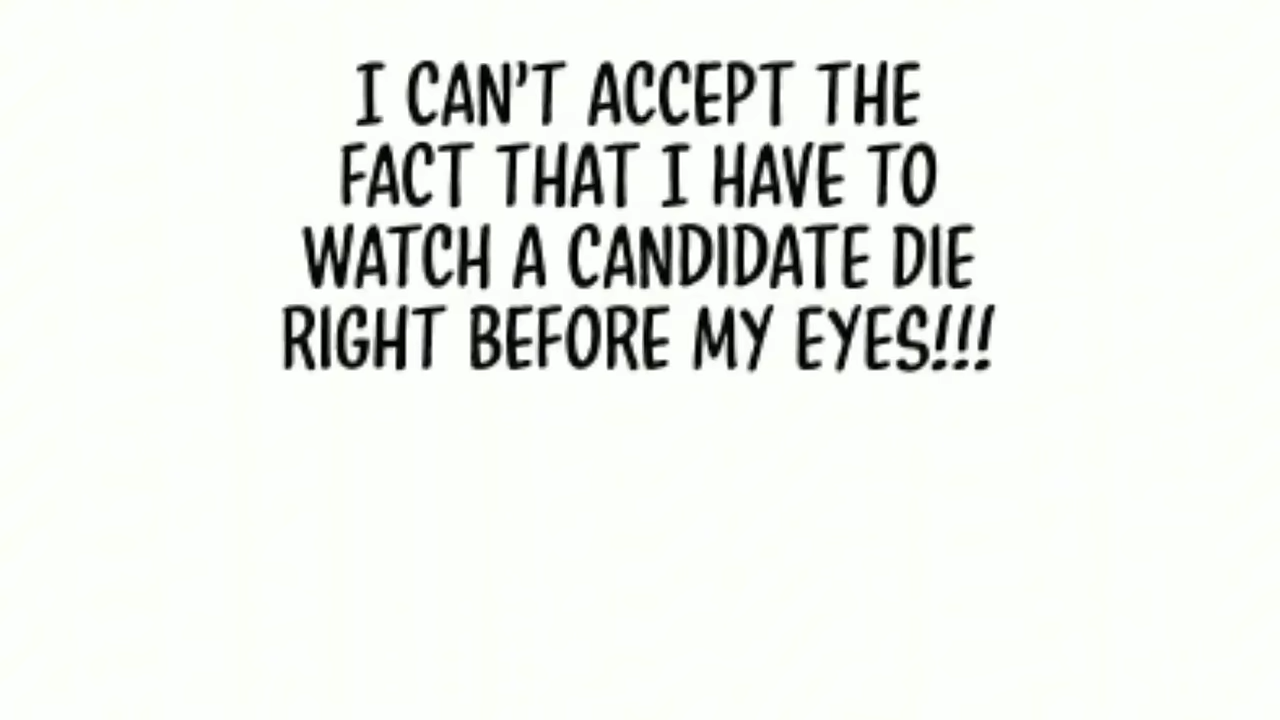 I CAN'T ACCEPT THE
FACT THAT I HAVE TO
WATCH A CANDIDATE DIE
RIGHT BEFORE MY EYES!!!